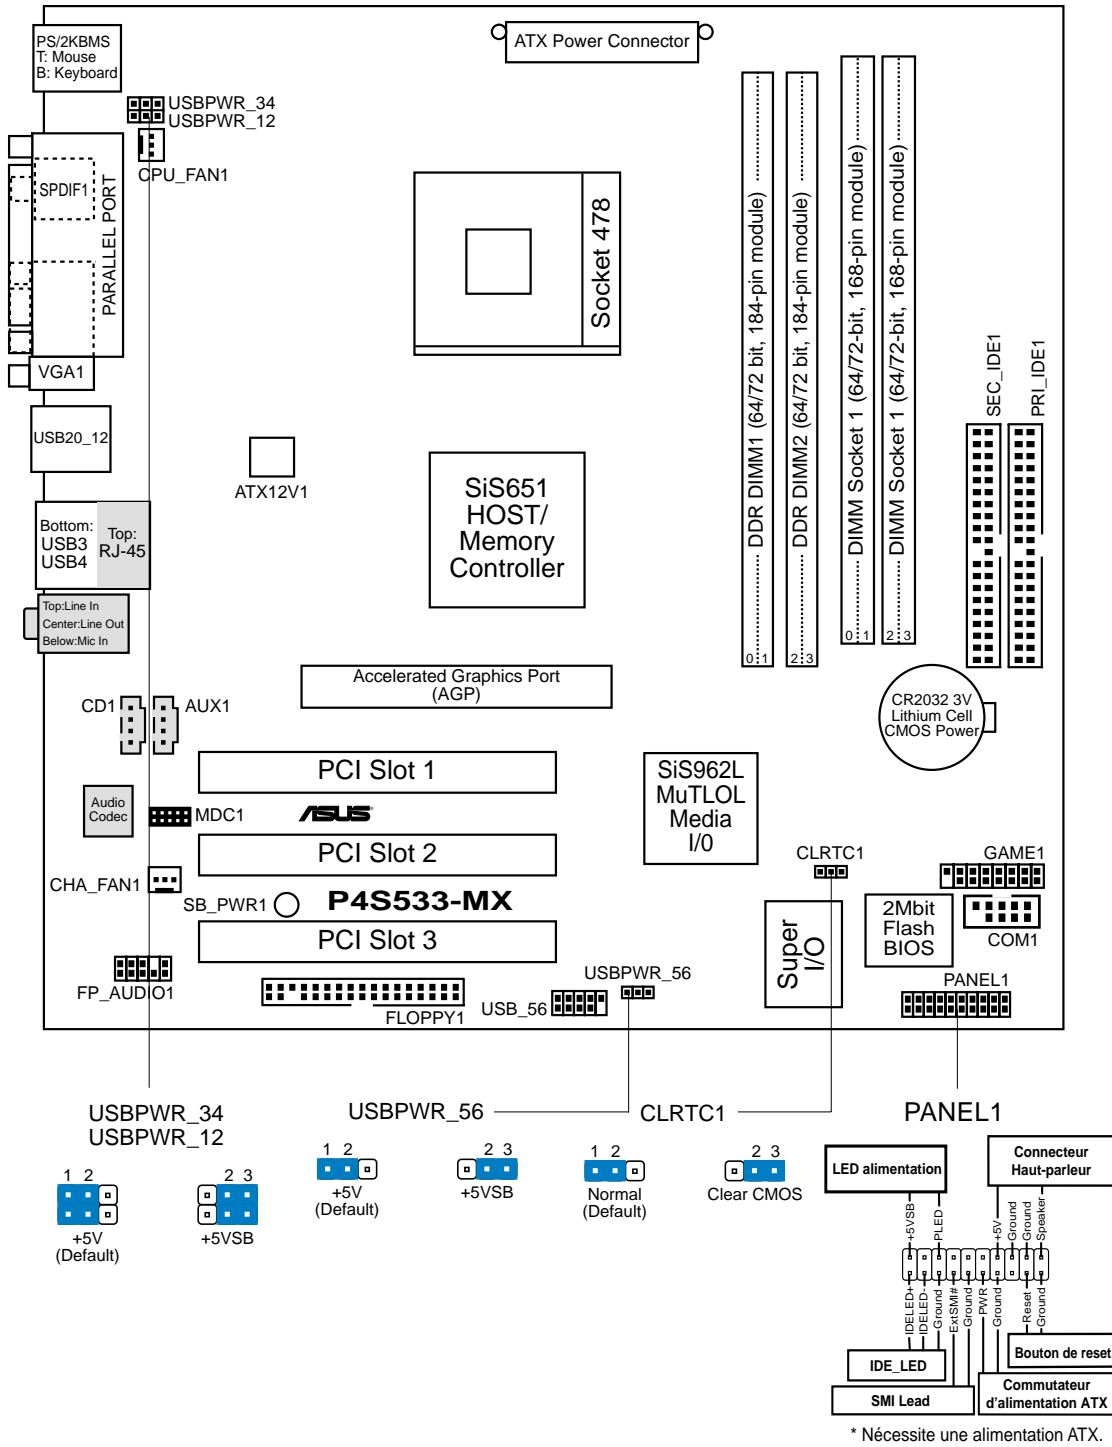 PS/2KBMS
T: Mouse
B: Keyboard
ATX Power Connector
USBPWR_34
USBPWR_12
CPU_FAN1
SPDIF1
PARALLEL PORT
VGA1
USB20_12
Socket 478
DDR DIMM1 (64/72 bit, 184-pin module)
0 1
DDR DIMM2 (64/72 bit, 184-pin module)
2 3
DIMM Socket 1 (64/72-bit, 168-pin module)
0 1
DIMM Socket 1 (64/72-bit, 168-pin module)
2 3
SEC_IDE1
PRI_IDE1
ATX12V1
SiS651
HOST/
Memory
Controller
Bottom:
USB3
USB4
Top:
RJ-45
Top:Line In
Center:Line Out
Below:Mic In
Accelerated Graphics Port
(AGP)
CD1
AUX1
CR2032 3V
Lithium Cell
CMOS Power
PCI Slot 1
SiS962L
MuTLOL
Media
I/0
Audio
Codec
MDC1
ASUS
PCI Slot 2
CLRTC1
GAME1
CHA_FAN1
SB_PWR1
P4S533-MX
PCI Slot 3
Super
I/O
2Mbit
Flash
BIOS
COM1
FP_AUDIO1
FLOPPY1
USB_56
USBPWR_56
PANEL1
USBPWR_34
USBPWR_12
1 2
+5V
(Default)
2 3
+5VSB
USBPWR_56
1 2
+5V
(Default)
2 3
+5VSB
CLRTC1
1 2
Normal
(Default)
2 3
Clear CMOS
PANEL1
LED alimentation
Connecteur
Haut-parleur
+5VSB
PLED
+5V
Ground
Ground
Speaker
IDELED+
IDELED-
Ground
ExtSMI#
Ground
PWR
Ground
Reset
Ground
IDE_LED
Bouton de reset
SMI Lead
Commutateur
d'alimentation ATX
* Nécessite une alimentation ATX.